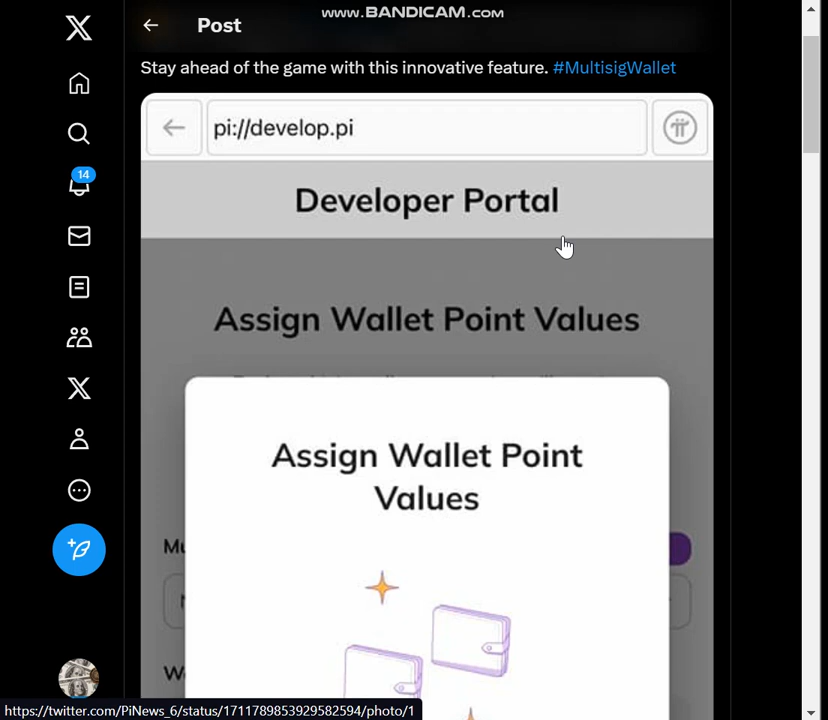 www.BANDICAM.com
Post
Stay ahead of the game with this innovative feature. #MultisigWallet
pi://develop.pi
Developer Portal
14
Assign Wallet Point Values
Assign Wallet Point
Values
https://twitter.com/PiNews_6/status/1711789853929582594/photo/1